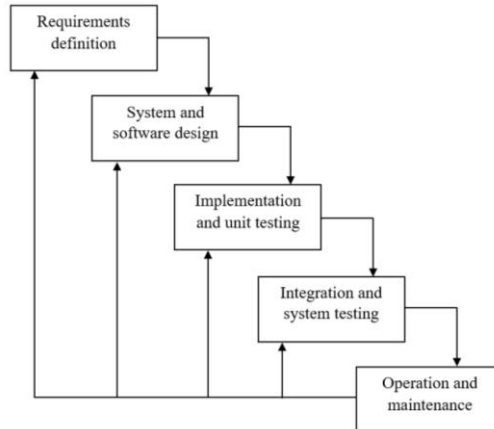 Requirements
definition
System and
software design
Implementation
and unit testing
Integration and
system testing
Operation and
maintenance